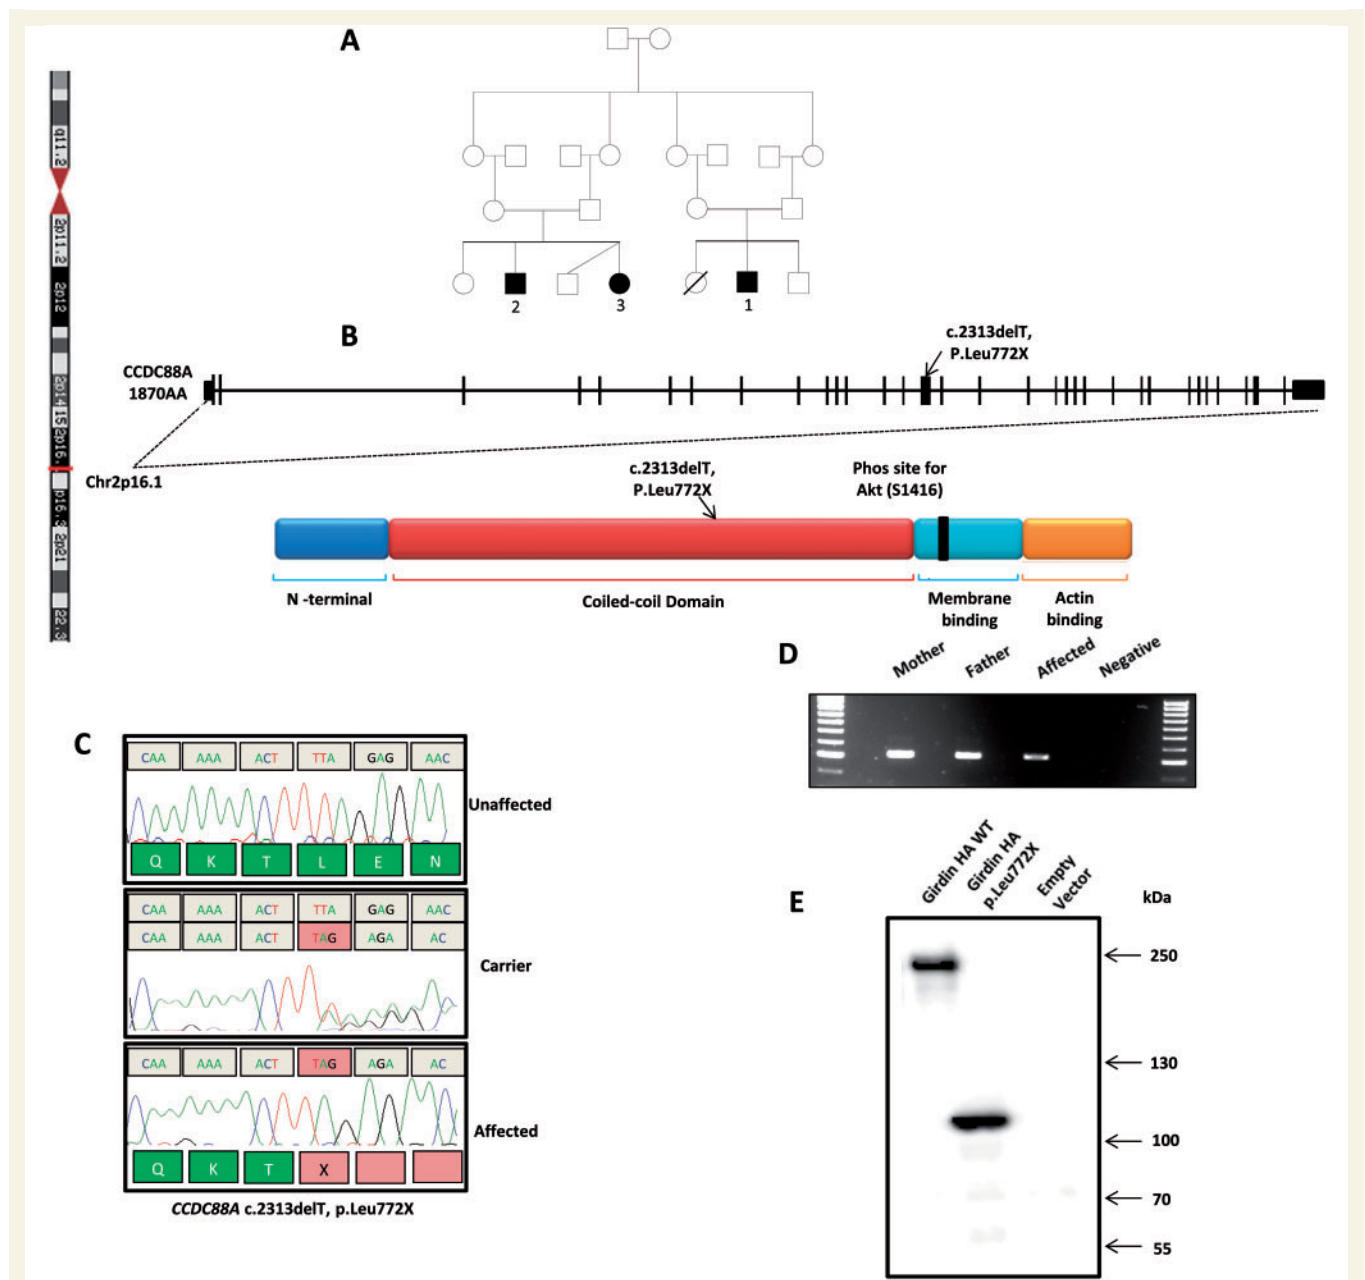 A
q11.2
2p11.2
2p12
2p14
15
2p16.
p16.3
2p21
22.3
2
3
1
B
c.2313delT,
P.Leu772X
CCDC88A
1870AA
Chr2p16.1
c.2313delT,
P.Leu772X
Phos site for
Akt (S1416)
N -terminal
Coiled-coil Domain
Membrane
binding
Actin
binding
D
Mother
Father
Affected
Negative
C
CAA AAA ACT TTA GAG AAC
Unaffected
Q K T L E N
CAA AAA ACT TTA GAG AAC
CAA AAA ACT TAG AGA AC
Carrier
CAA AAA ACT TAG AGA AC
Affected
Q K T X
CCDC88A c.2313delT, p.Leu772X
E
Girdin HA WT
Girdin HA
p.Leu772X
Empty
Vector
kDa
250
130
100
70
55